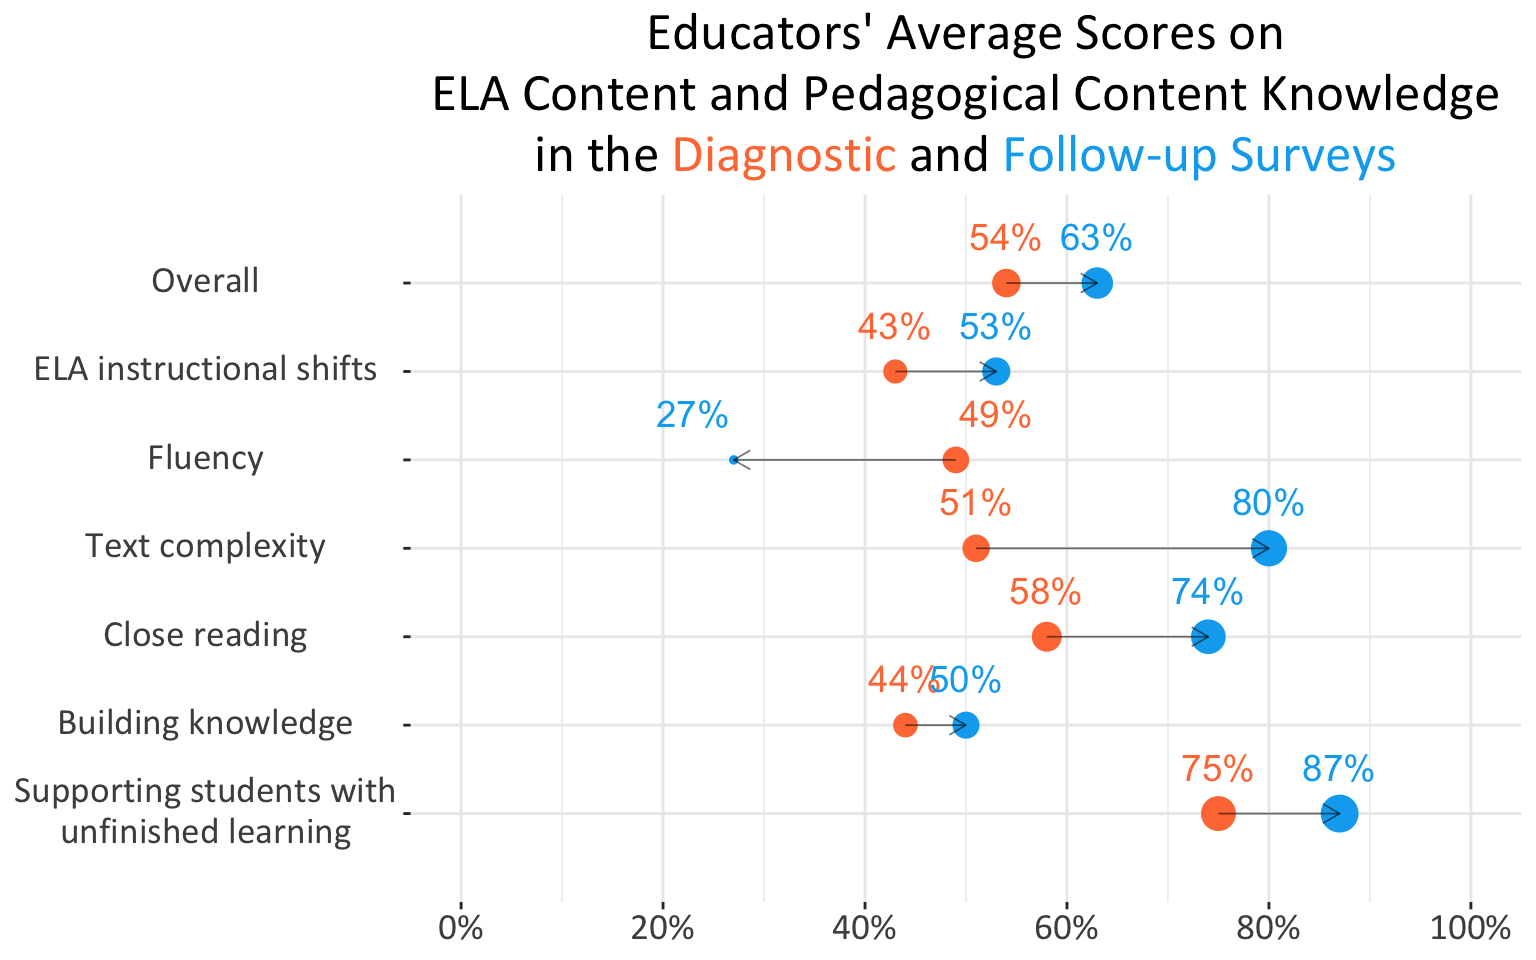 Educators' Average Scores on
ELA Content and Pedagogical Content Knowledge
in the Diagnostic and Follow-up Surveys
54% 63%
Overall
43% 53%
ELA instructional shifts
27% 49%
Fluency
51% 80%
Text complexity
58% 74%
Close reading
44% 50%
Building knowledge
75% 87%
Supporting students with
unfinished learning
0% 20% 40% 60% 80% 100%